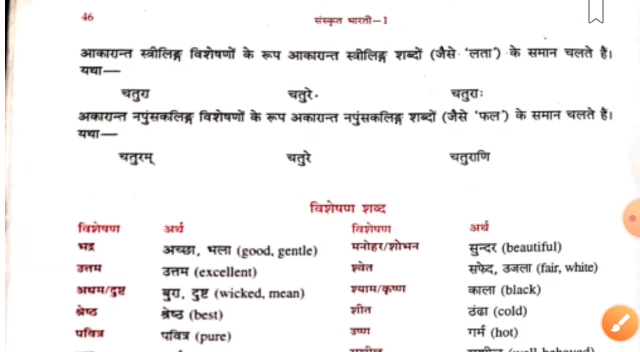 46 संस्कृत भारती–1
आकारान्त स्त्रीलिङ्ग विशेषणों के रूप आकारान्त स्त्रीलिङ्ग शब्दों (जैसे 'लता') के समान चलते हैं।
यथा—
चतुरा चतुरे चतुराः
अकारान्त नपुंसकलिङ्ग विशेषणों के रूप अकारान्त नपुंसकलिङ्ग शब्दों (जैसे 'फल') के समान चलते हैं।
यथा—
चतुरम् चतुरे चतुराणि
विशेषण शब्द
विशेषण अर्थ विशेषण अर्थ
भद्र अच्छा, भला (good, gentle) मनोहर/शोभन सुन्दर (beautiful)
उत्तम उत्तम (excellent) श्वेत सफेद, उजला (fair, white)
अधम/दुष्ट बुरा, दुष्ट (wicked, mean) श्याम/कृष्ण काला (black)
श्रेष्ठ श्रेष्ठ (best) शीत ठंढा (cold)
पवित्र पवित्र (pure) उष्ण गर्म (hot)